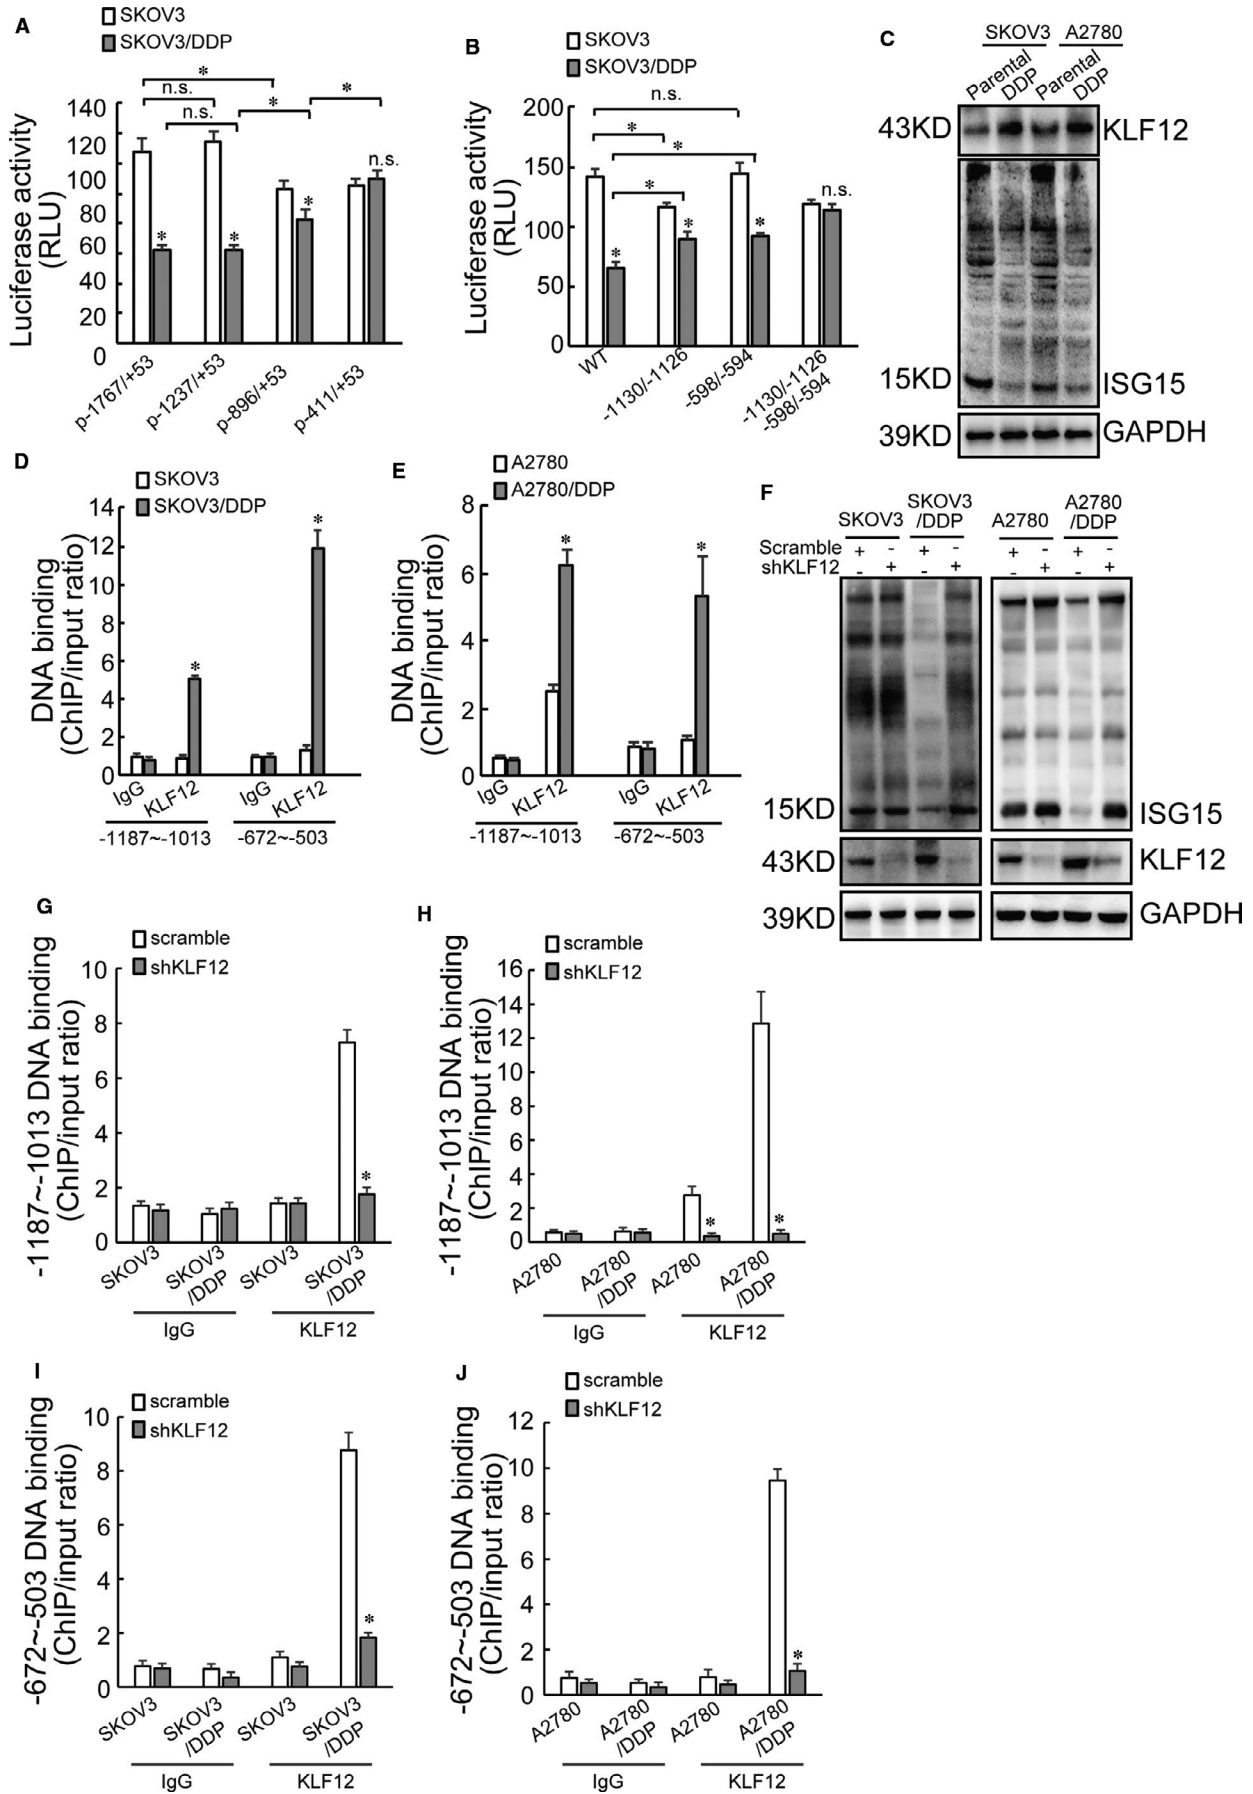 A
SKOV3
SKOV3/DDP
Luciferase activity
(RLU)
140
120
100
80
60
40
20
0
*
n.s.
n.s.
*
*
*
*
*
n.s.
p-1767/+53
p-1237/+53
p-896/+53
p-411/+53
B
SKOV3
SKOV3/DDP
Luciferase activity
(RLU)
200
150
100
50
0
n.s.
*
*
*
*
*
*
n.s.
WT
-1130/-1126
-598/-594
-1130/-1126
-598/-594
C
SKOV3 A2780
Parental
DDP
Parental
DDP
43KD KLF12
15KD ISG15
39KD GAPDH
D
SKOV3
SKOV3/DDP
DNA binding
(ChIP/input ratio)
14
12
10
8
6
4
2
0
*
*
IgG KLF12 IgG KLF12
-1187~-1013 -672~-503
E
A2780
A2780/DDP
DNA binding
(ChIP/input ratio)
8
6
4
2
0
*
*
IgG KLF12 IgG KLF12
-1187~-1013 -672~-503
F
SKOV3 SKOV3
/DDP A2780 A2780
/DDP
Scramble + - + - + - + -
shKLF12 - + - + - + - +
15KD ISG15
43KD KLF12
39KD GAPDH
G
scramble
shKLF12
-1187~-1013 DNA binding
(ChIP/input ratio)
10
8
6
4
2
0
*
SKOV3
SKOV3
/DDP
SKOV3
SKOV3
/DDP
IgG KLF12
H
scramble
shKLF12
-1187~-1013 DNA binding
(ChIP/input ratio)
16
14
12
10
8
6
4
2
0
*
*
A2780
A2780
/DDP
A2780
A2780
/DDP
IgG KLF12
I
scramble
shKLF12
-672~-503 DNA binding
(ChIP/input ratio)
10
8
6
4
2
0
*
SKOV3
SKOV3
/DDP
SKOV3
SKOV3
/DDP
IgG KLF12
J
scramble
shKLF12
-672~-503 DNA binding
(ChIP/input ratio)
12
10
8
6
4
2
0
*
A2780
A2780
/DDP
A2780
A2780
/DDP
IgG KLF12